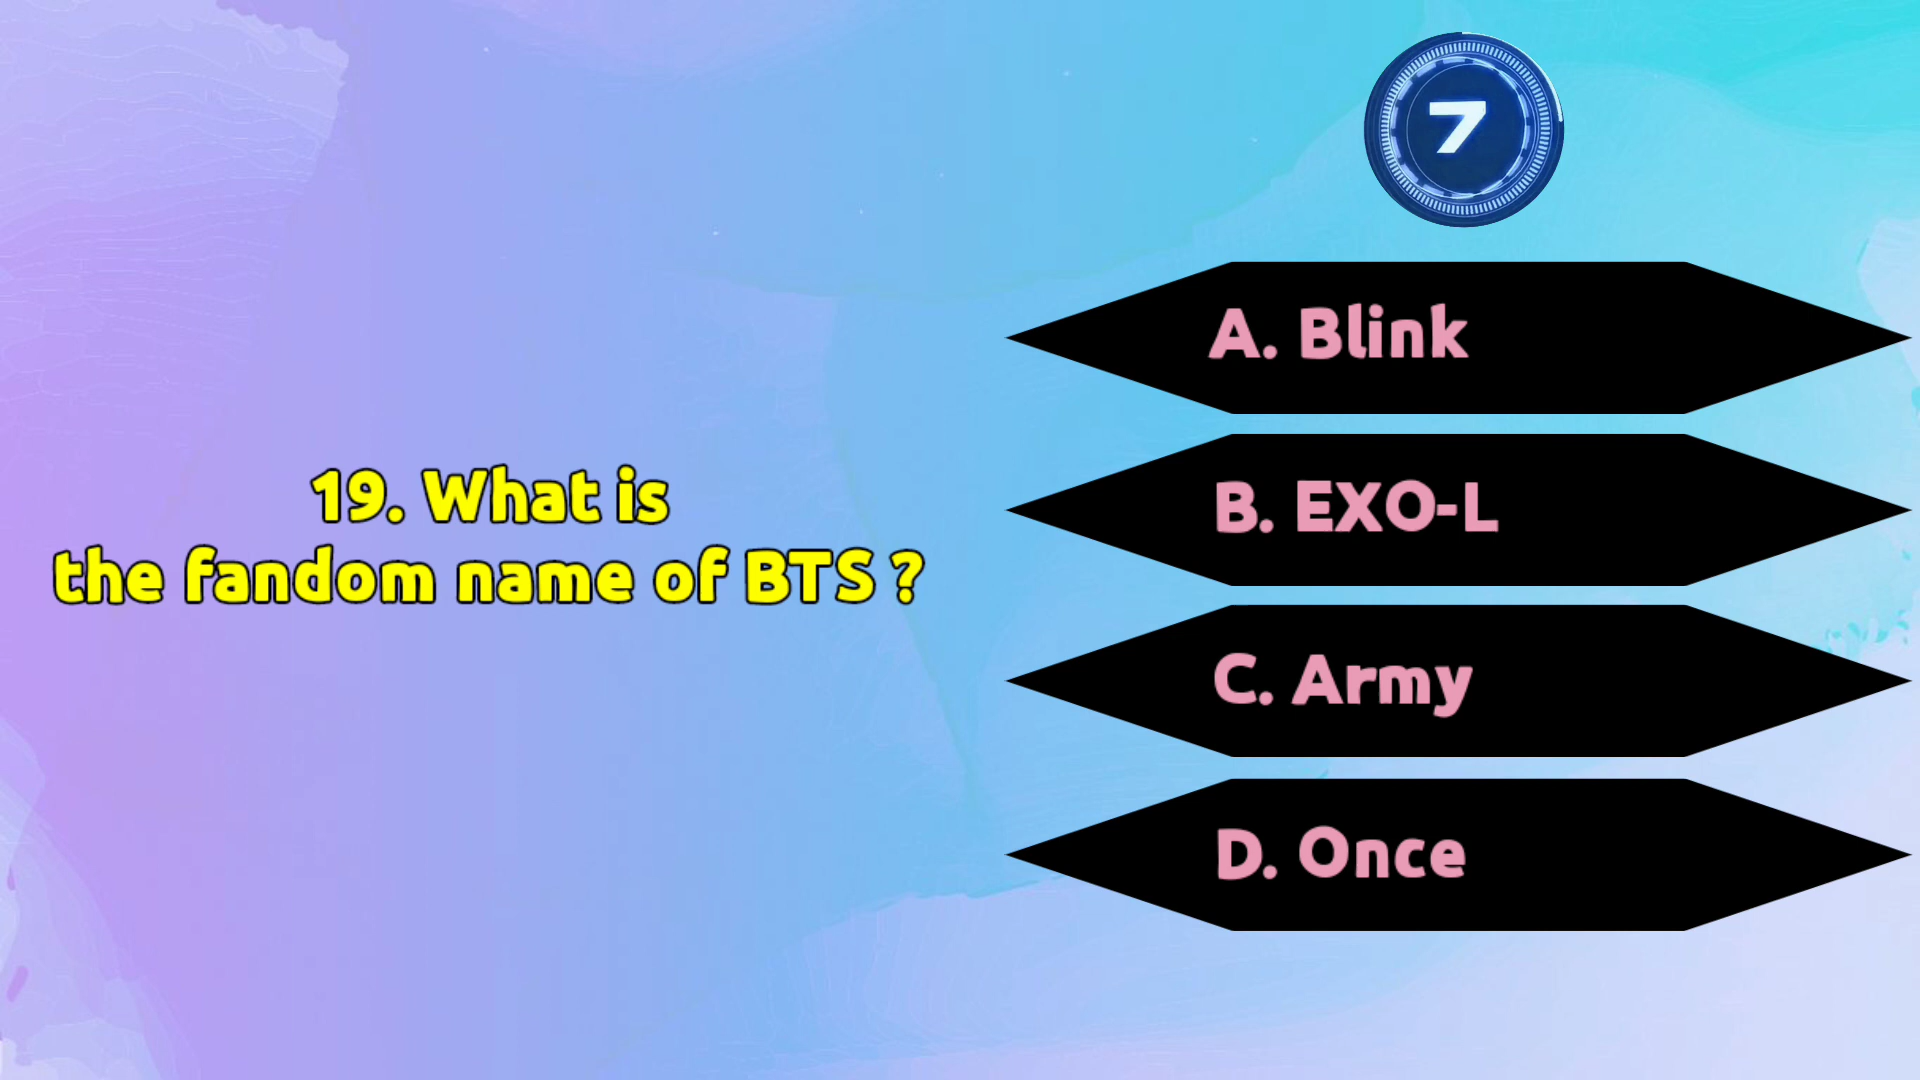 19. What is
the fandom name of BTS ?
7
A. Blink
B. EXO-L
C. Army
D. Once